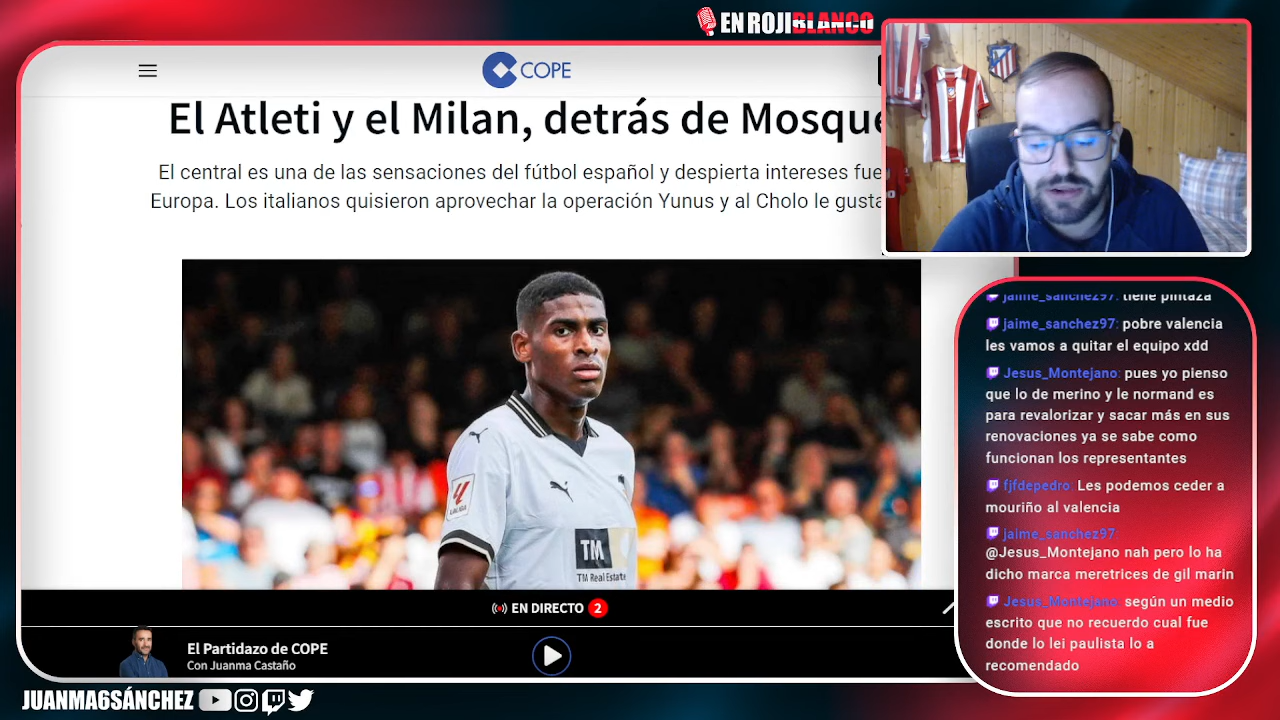 EN ROJIBLANCO
COPE
El Atleti y el Milan, detrás de
El central es una de las sensaciones del fútbol español y despierta intereses
Europa. Los italianos quisieron aprovechar la operación Yunus y al Cholo le
TM
TM Real Estate
EN DIRECTO 2
El Partidazo de COPE
Con Juanma Castaño
jaime_sanchez97: tiene pintaza
jaime_sanchez97: pobre valencia
les vamos a quitar el equipo xdd
Jesus_Montejano: pues yo pienso
que lo de merino y le normand es
para revalorizar y sacar más en sus
renovaciones ya se sabe como
funcionan los representantes
fjfdepedro: Les podemos ceder a
mouriño al valencia
jaime_sanchez97:
@Jesus_Montejano nah pero lo ha
dicho marca meretrices de gil marin
Jesus_Montejano: según un medio
escrito que no recuerdo cual fue
donde lo lei paulista lo a
recomendado
JUANMA6SÁNCHEZ